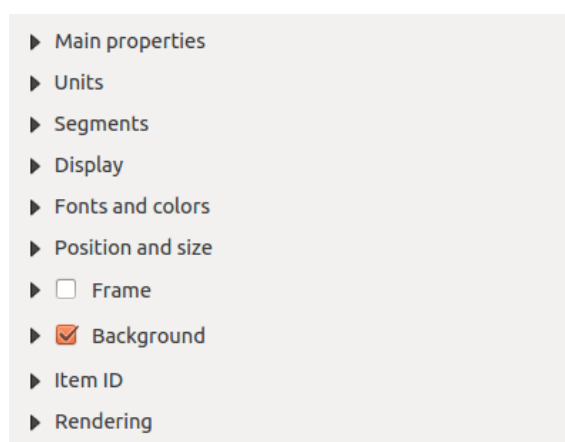 Main properties
Units
Segments
Display
Fonts and colors
Position and size
Frame
Background
Item ID
Rendering